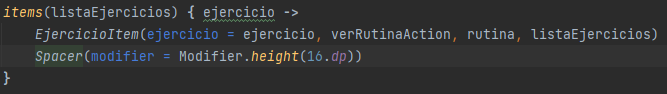 items(listaEjercicios) { ejercicio ->
EjercicioItem(ejercicio = ejercicio, verRutinaAction, rutina, listaEjercicios)
Spacer(modifier = Modifier.height(16.dp))
}